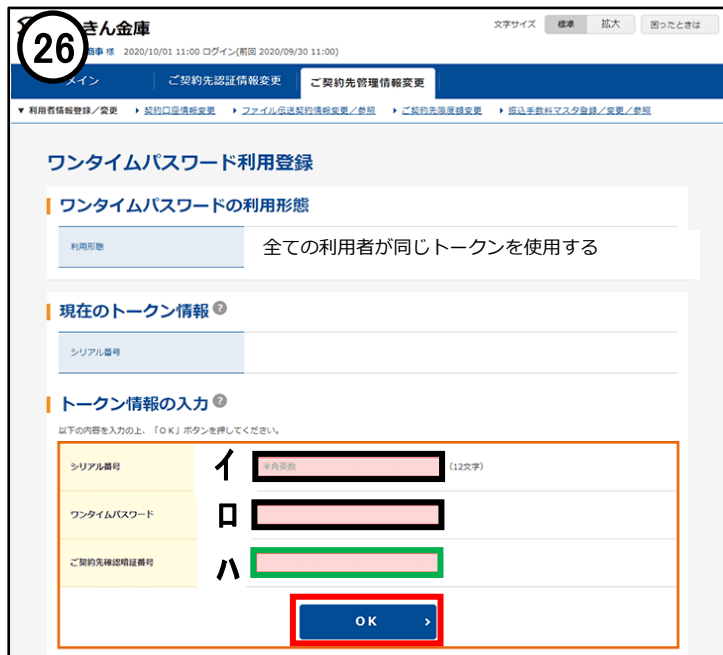 きん金庫
文字サイズ 標準 拡大 困ったときは
26
商事 様 2020/10/01 11:00 ログイン(前回 2020/09/30 11:00)
メイン ご契約先認証情報変更 ご契約先管理情報変更
▼ 利用者情報登録／変更 ▶ 契約口座情報変更 ▶ ファイル伝送契約情報変更／参照 ▶ ご契約先限度額変更 ▶ 振込手数料マスタ登録／変更／参照
ワンタイムパスワード利用登録
ワンタイムパスワードの利用形態
利用形態 全ての利用者が同じトークンを使用する
現在のトークン情報 ?
シリアル番号
トークン情報の入力 ?
以下の内容を入力の上、「ＯＫ」ボタンを押してください。
シリアル番号 イ 半角英数 (12文字)
ワンタイムパスワード ロ
ご契約先確認暗証番号 ハ
OK ›